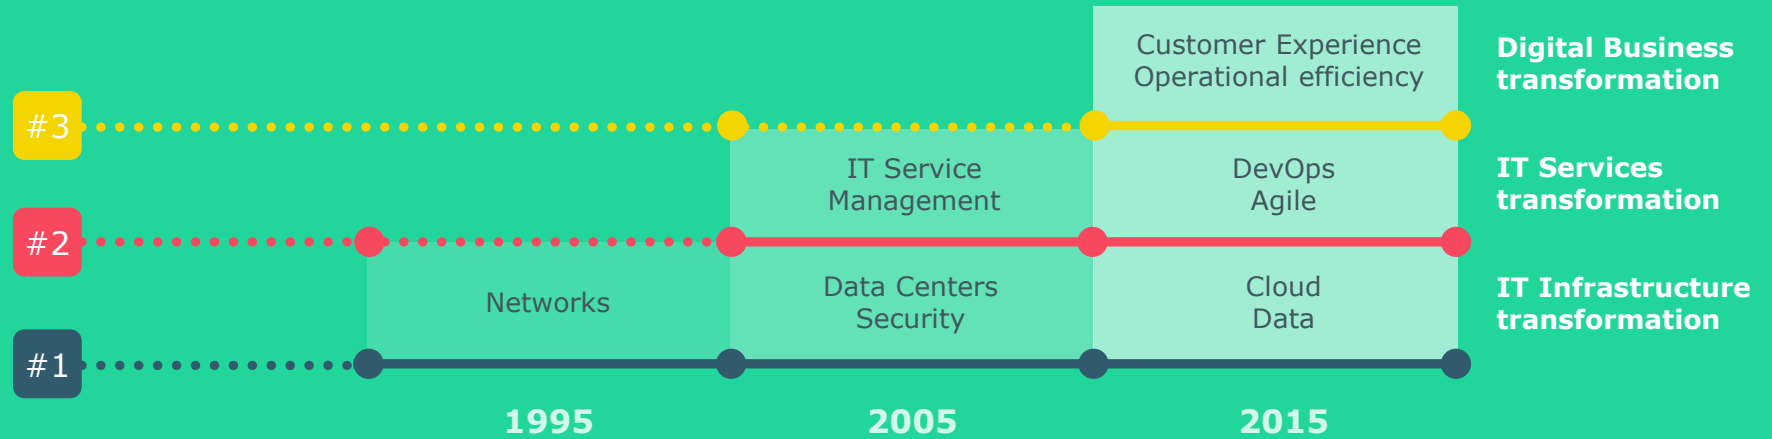 Customer Experience
Operational efficiency
Digital Business
transformation
#3
IT Service
Management
DevOps
Agile
IT Services
transformation
#2
Networks
Data Centers
Security
Cloud
Data
IT Infrastructure
transformation
#1
1995
2005
2015